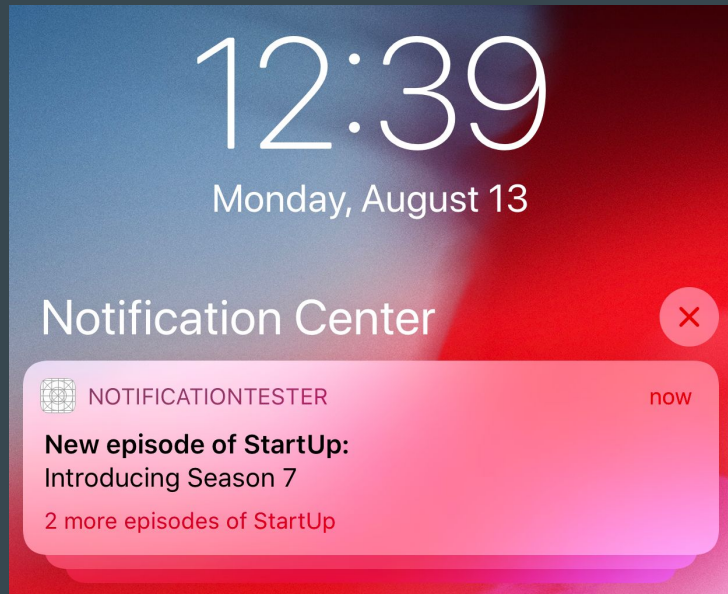 12:39
Monday, August 13
Notification Center
NOTIFICATIONTESTER now
New episode of StartUp:
Introducing Season 7
2 more episodes of StartUp